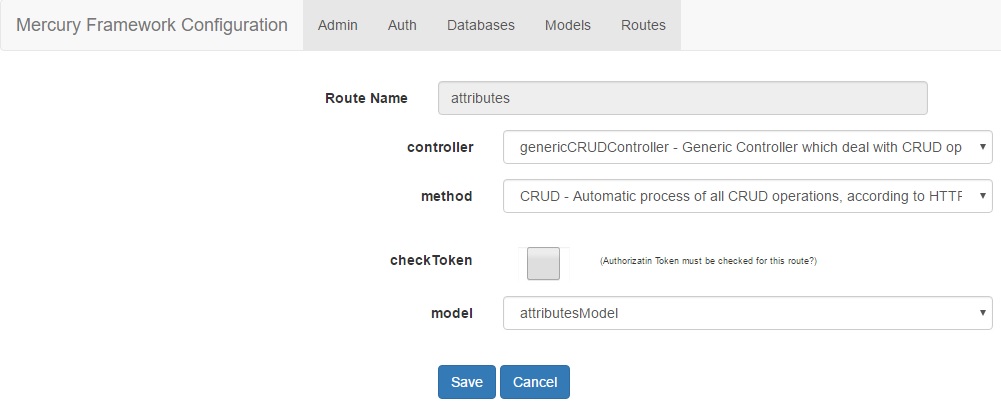 Mercury Framework Configuration Admin Auth Databases Models Routes
Route Name attributes
controller genericCRUDController - Generic Controller which deal with CRUD op
method CRUD - Automatic process of all CRUD operations, according to HTTP
checkToken (Authorizatin Token must be checked for this route?)
model attributesModel
Save Cancel